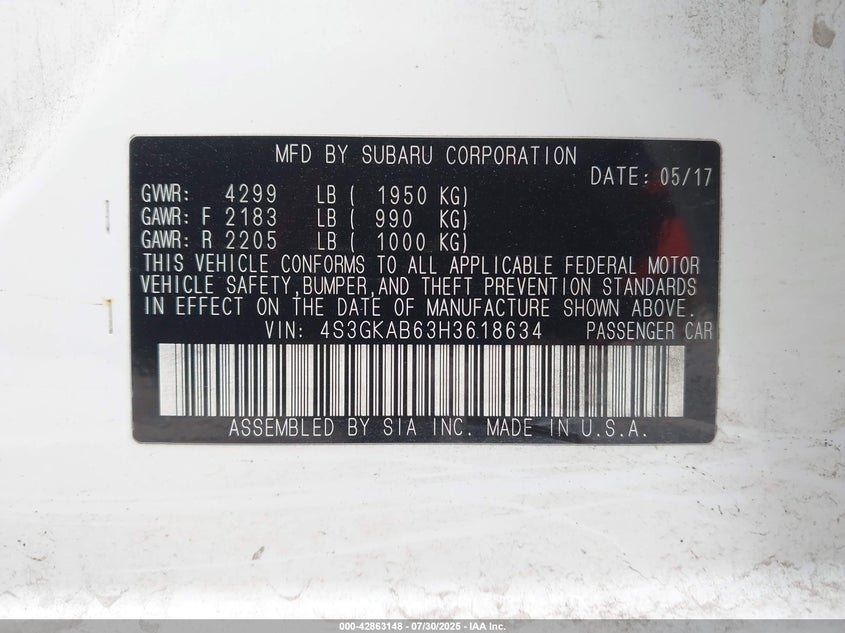 MFD BY SUBARU CORPORATION
DATE: 05/17
GVWR: 4299 LB ( 1950 KG)
GAWR: F 2183 LB ( 990 KG)
GAWR: R 2205 LB ( 1000 KG)
THIS VEHICLE CONFORMS TO ALL APPLICABLE FEDERAL MOTOR
VEHICLE SAFETY,BUMPER,AND THEFT PREVENTION STANDARDS
IN EFFECT ON THE DATE OF MANUFACTURE SHOWN ABOVE.
VIN: 4S3GKAB63H3618634 PASSENGER CAR
ASSEMBLED BY SIA INC. MADE IN U.S.A.
000-42863148 - 07/30/2025 - IAA Inc.